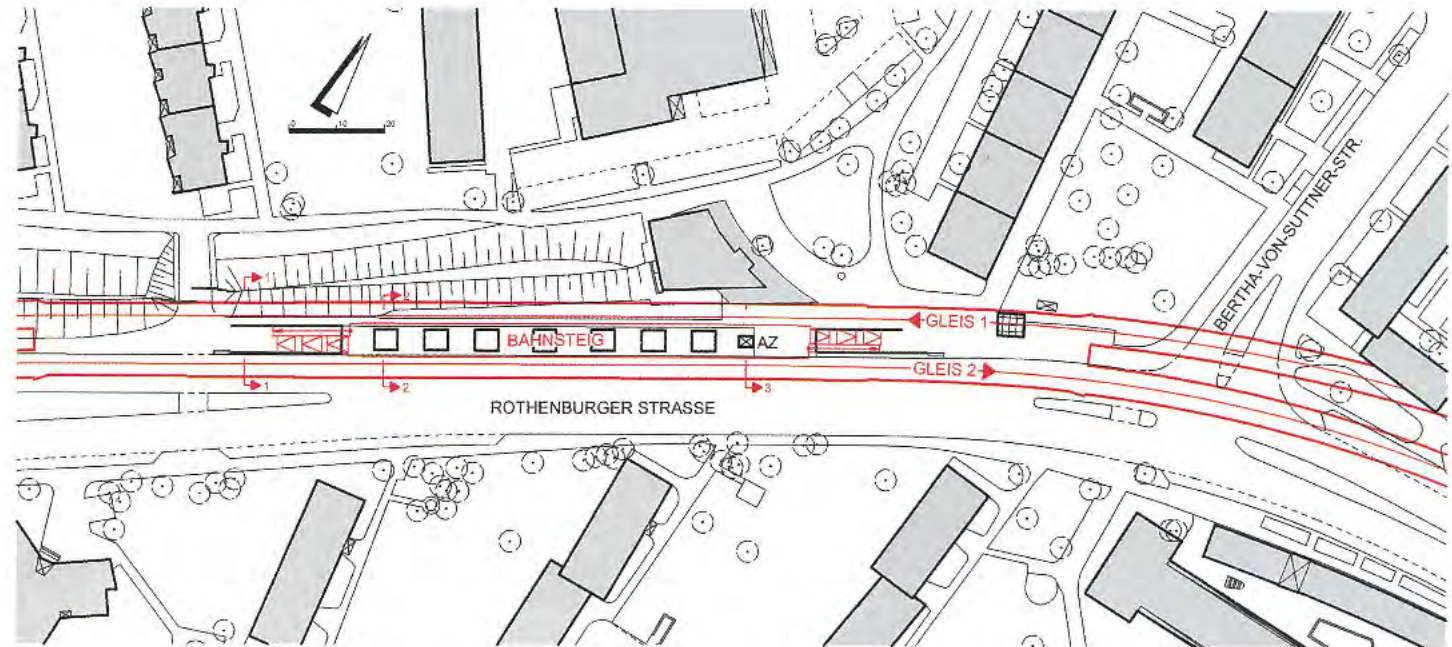 0 10 20
BERTHA-VON-SUTTNER-STR.
1
2
GLEIS 1
BAHNSTEIG
AZ
GLEIS 2
1
2
3
ROTHENBURGER STRASSE